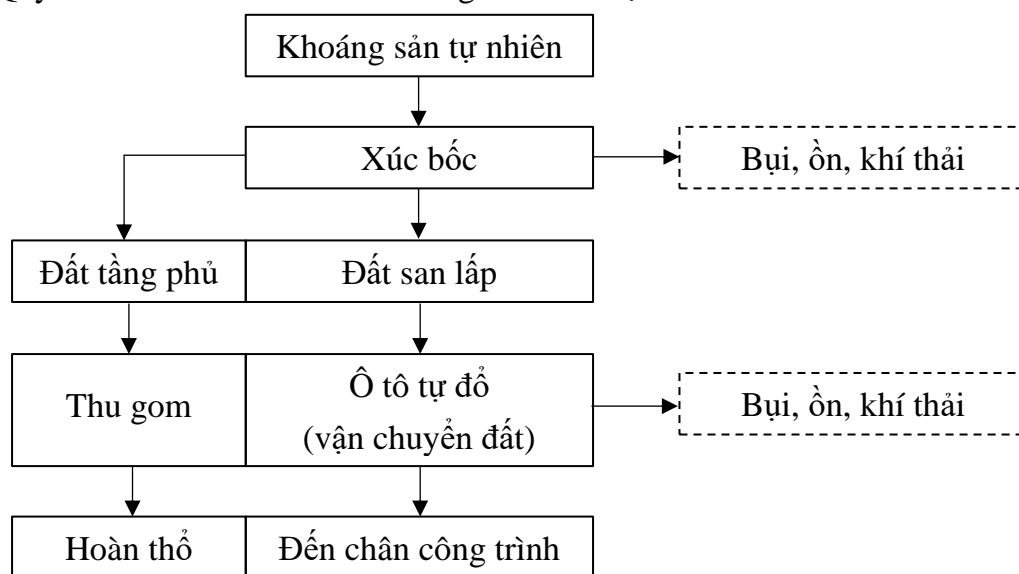 Khoáng sản tự nhiên
Xúc bốc
Bụi, ồn, khí thải
Đất tầng phủ
Đất san lấp
Thu gom
Ô tô tự đổ
(vận chuyển đất)
Bụi, ồn, khí thải
Hoàn thổ
Đến chân công trình